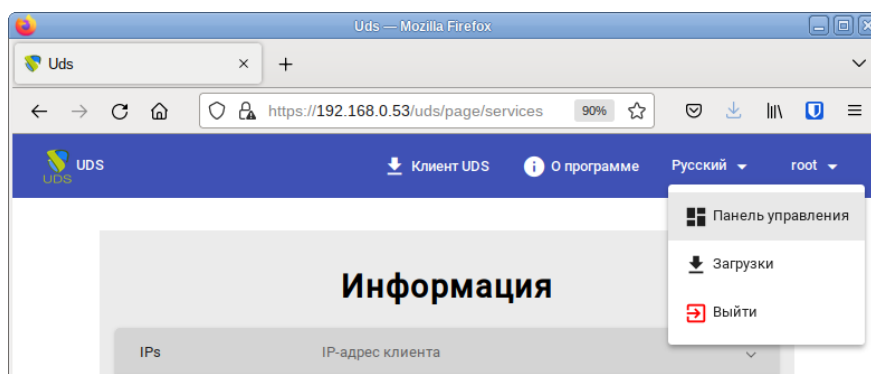 Uds — Mozilla Firefox
Uds
https://192.168.0.53/uds/page/services 90%
UDS UDS Клиент UDS О программе Русский root
Панель управления
Загрузки
Выйти
Информация
IPs IP-адрес клиента